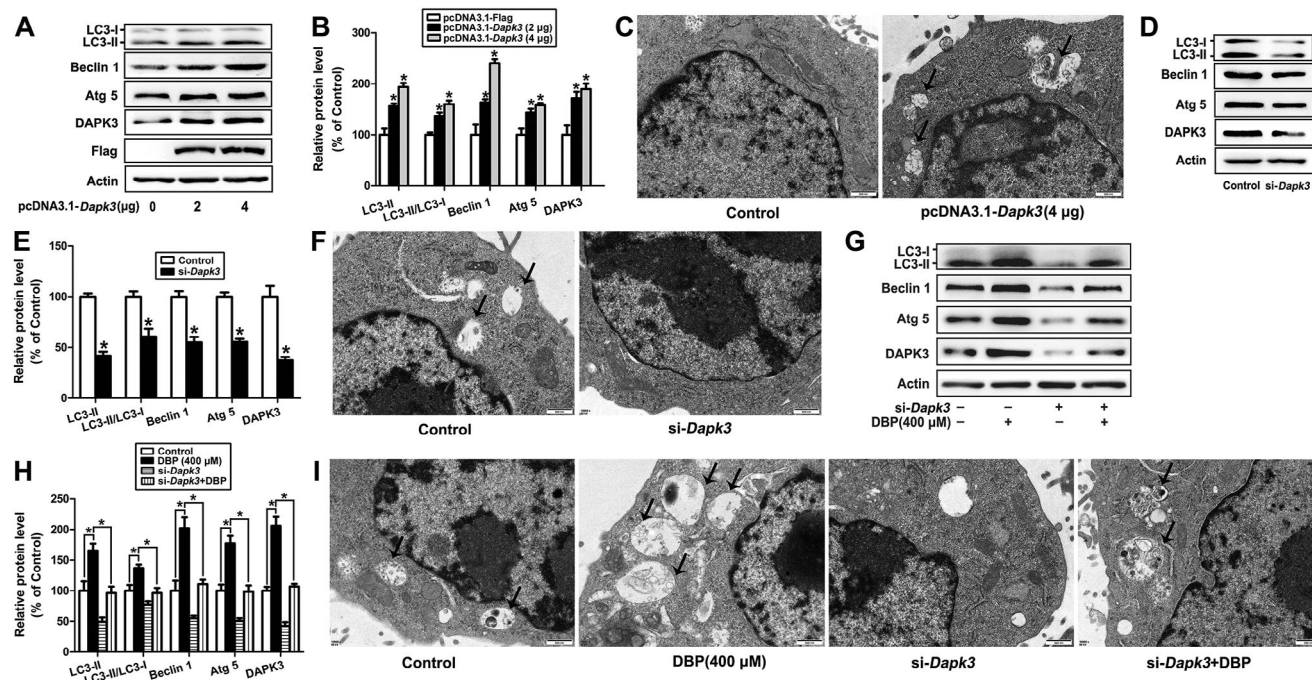 A
LC3-I
LC3-II
Beclin 1
Atg 5
DAPK3
Flag
Actin
pcDNA3.1-Dapk3(μg) 0 2 4
B
pcDNA3.1-Flag
pcDNA3.1-Dapk3 (2 μg)
pcDNA3.1-Dapk3 (4 μg)
Relative protein level
(% of Control)
300
200
100
0
* * * * * * * * * *
LC3-II LC3-II/LC3-I Beclin 1 Atg 5 DAPK3
C
Control
pcDNA3.1-Dapk3(4 μg)
D
LC3-I
LC3-II
Beclin 1
Atg 5
DAPK3
Actin
Control si-Dapk3
E
Control
si-Dapk3
Relative protein level
(% of Control)
150
100
50
0
* * * * *
LC3-II LC3-II/LC3-I Beclin 1 Atg 5 DAPK3
F
Control
si-Dapk3
G
LC3-I
LC3-II
Beclin 1
Atg 5
DAPK3
Actin
si-Dapk3 – – + +
DBP(400 μM) – + – +
H
Control
DBP (400 μM)
si-Dapk3
si-Dapk3+DBP
Relative protein level
(% of Control)
250
200
150
100
50
0
* * * * * * * * * *
LC3-II LC3-II/LC3-I Beclin 1 Atg 5 DAPK3
I
Control
DBP(400 μM)
si-Dapk3
si-Dapk3+DBP